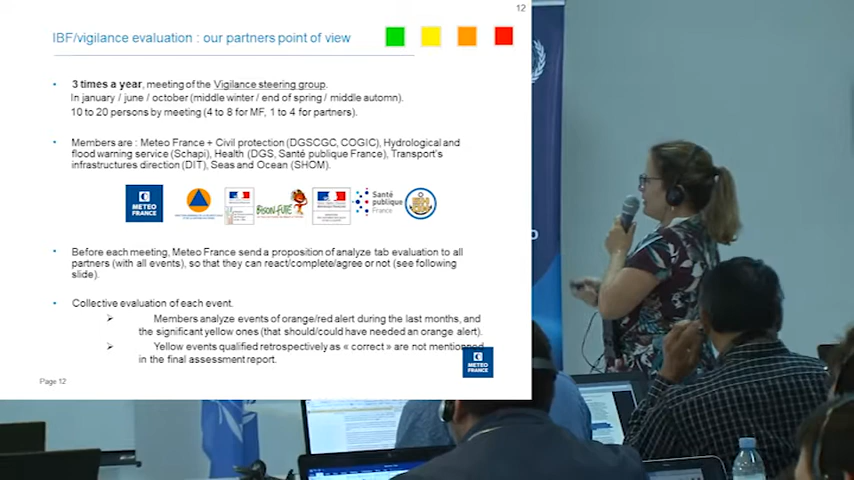 12
IBF/vigilance evaluation : our partners point of view
3 times a year, meeting of the Vigilance steering group.
In january / june / october (middle winter / end of spring / middle automn).
10 to 20 persons by meeting (4 to 8 for MF, 1 to 4 for partners).
Members are : Meteo France + Civil protection (DGSCGC, COGIC), Hydrological and
flood warning service (Schapi), Health (DGS, Santé publique France), Transport's
infrastructures direction (DIT), Seas and Ocean (SHOM).
METEO
FRANCE
BISON-FUTE
Santé
publique
France
Before each meeting, Meteo France send a proposition of analyze tab evaluation to all
partners (with all events), so that they can react/complete/agree or not (see following
slide).
Collective evaluation of each event.
Members analyze events of orange/red alert during the last months, and
the significant yellow ones (that should/could have needed an orange alert).
Yellow events qualified retrospectively as « correct » are not mentionned
in the final assessment report.
METEO
FRANCE
Page 12